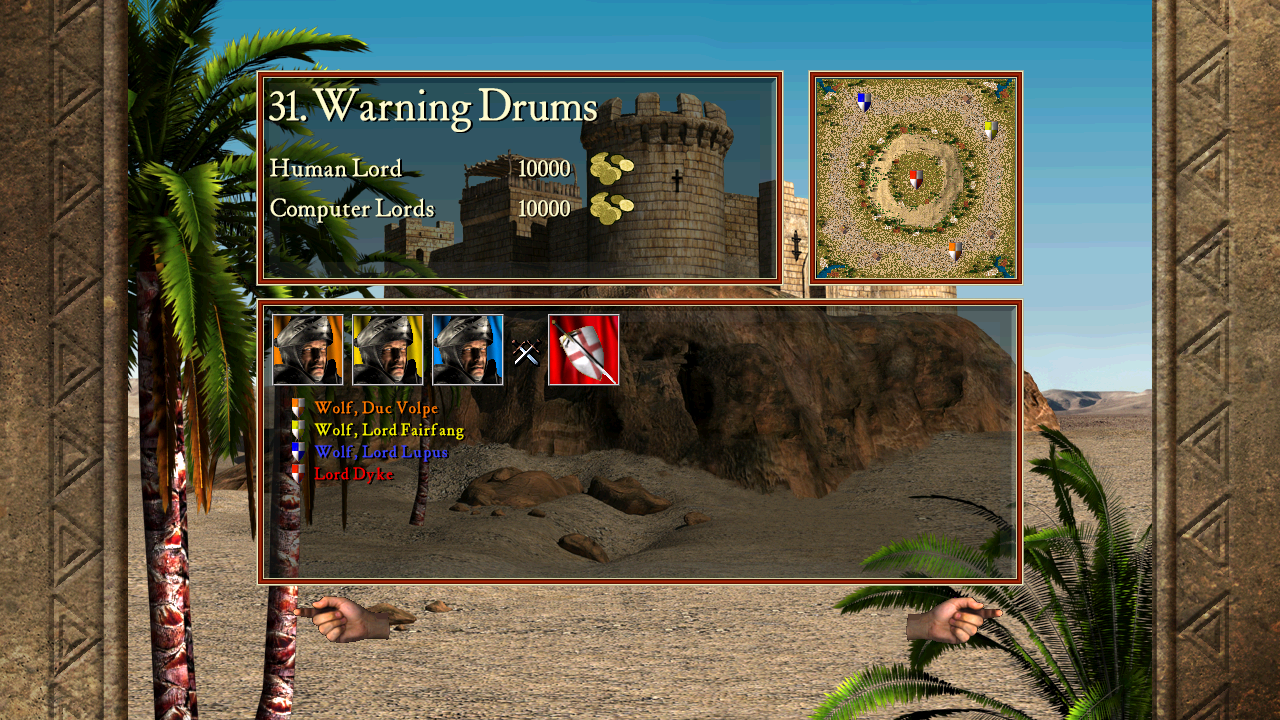 31. Warning Drums
Human Lord 10000
Computer Lords 10000
Wolf, Duc Volpe
Wolf, Lord Fairfang
Wolf, Lord Lupus
Lord Dyke